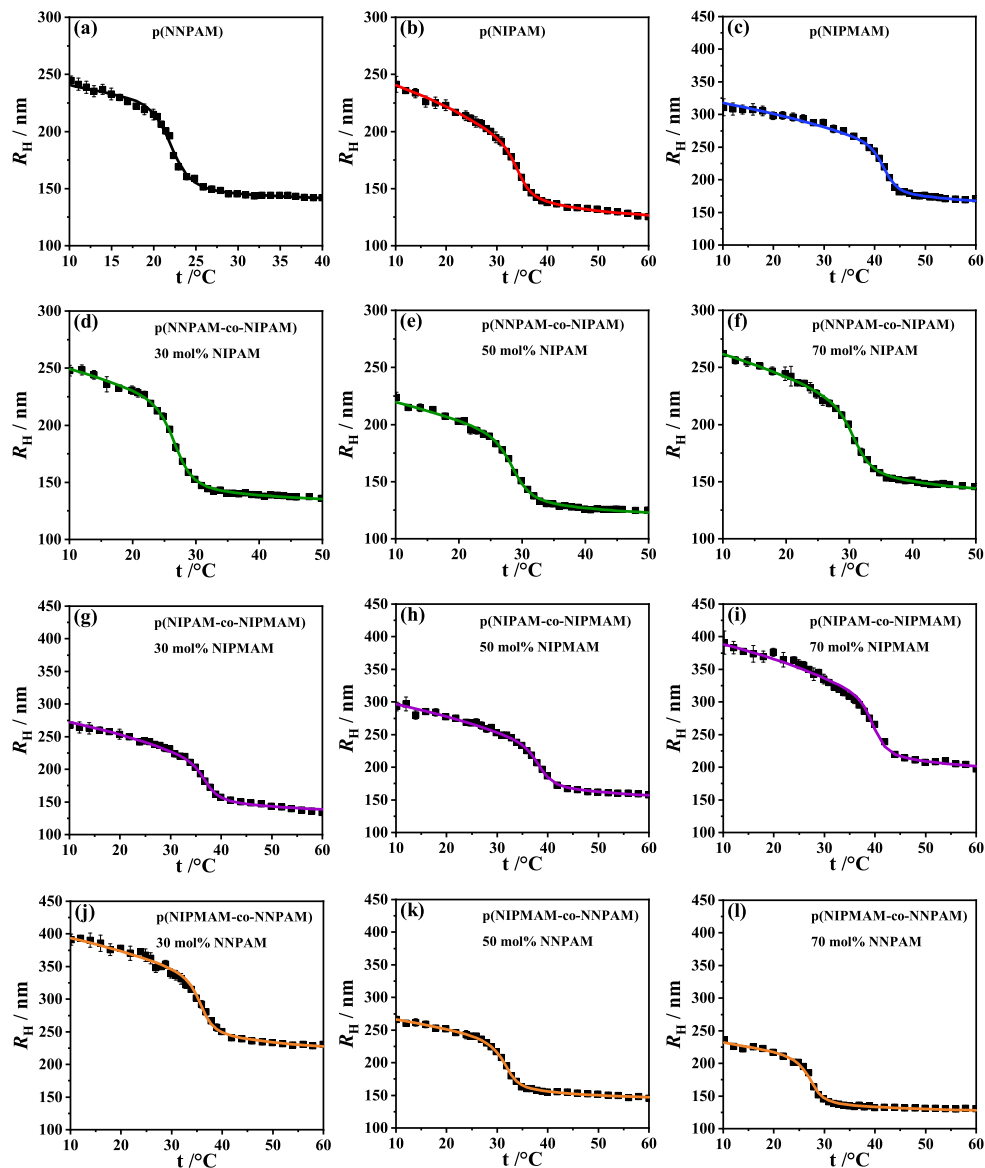 (a) p(NNPAM)
300
250
200
150
100
R_H / nm
10 15 20 25 30 35 40
t /°C
(b) p(NIPAM)
300
250
200
150
100
R_H / nm
10 20 30 40 50 60
t /°C
(c) p(NIPMAM)
450
400
350
300
250
200
150
100
R_H / nm
10 20 30 40 50 60
t /°C
(d) p(NNPAM-co-NIPAM)
30 mol% NIPAM
300
250
200
150
100
R_H / nm
10 20 30 40 50
t /°C
(e) p(NNPAM-co-NIPAM)
50 mol% NIPAM
300
250
200
150
100
R_H / nm
10 20 30 40 50
t /°C
(f) p(NNPAM-co-NIPAM)
70 mol% NIPAM
300
250
200
150
100
R_H / nm
10 20 30 40 50
t /°C
(g) p(NIPAM-co-NIPMAM)
30 mol% NIPMAM
450
400
350
300
250
200
150
100
R_H / nm
10 20 30 40 50 60
t /°C
(h) p(NIPAM-co-NIPMAM)
50 mol% NIPMAM
450
400
350
300
250
200
150
100
R_H / nm
10 20 30 40 50 60
t /°C
(i) p(NIPAM-co-NIPMAM)
70 mol% NIPMAM
450
400
350
300
250
200
150
100
R_H / nm
10 20 30 40 50 60
t /°C
(j) p(NIPMAM-co-NNPAM)
30 mol% NNPAM
450
400
350
300
250
200
150
100
R_H / nm
10 20 30 40 50 60
t /°C
(k) p(NIPMAM-co-NNPAM)
50 mol% NNPAM
450
400
350
300
250
200
150
100
R_H / nm
10 20 30 40 50 60
t /°C
(l) p(NIPMAM-co-NNPAM)
70 mol% NNPAM
450
400
350
300
250
200
150
100
R_H / nm
10 20 30 40 50 60
t /°C